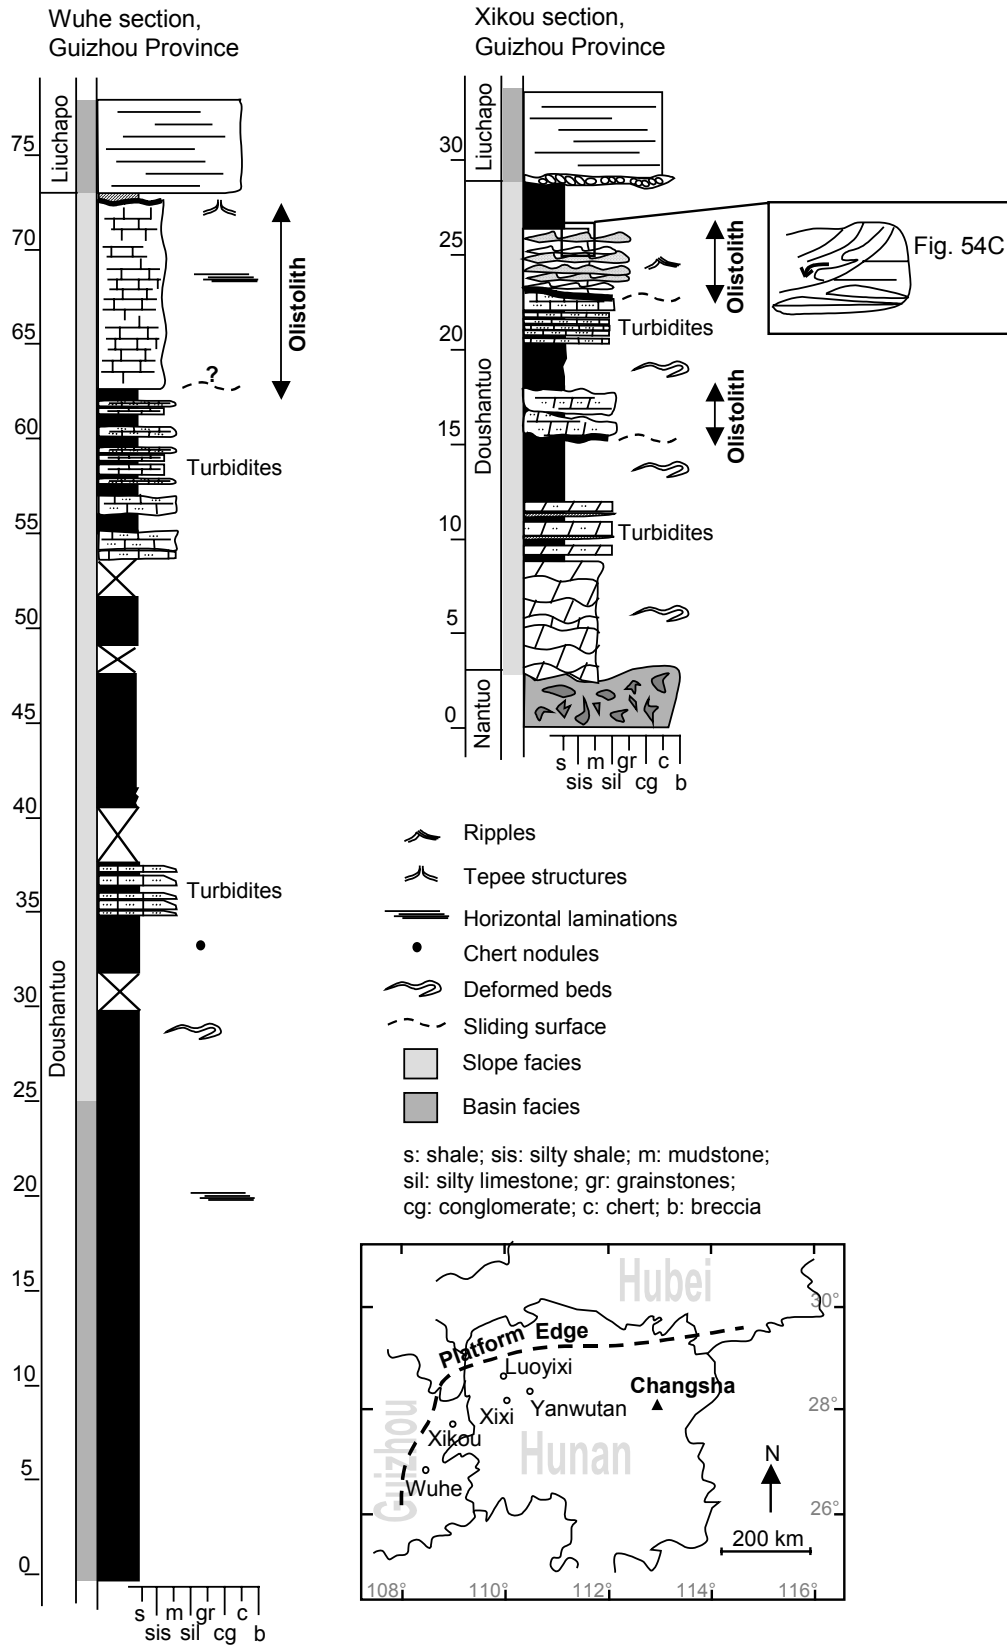 Wuhe section,
Guizhou Province
Xikou section,
Guizhou Province
75
70
65
60
55
50
45
40
35
30
25
20
15
10
5
0
Liuchapo
Doushantuo
Olistolith
?
Turbidites
Turbidites
s m gr c
sis sil cg b
30
25
20
15
10
5
0
Liuchapo
Doushantuo
Nantuo
Olistolith
Turbidites
Olistolith
Turbidites
Fig. 54C
s m gr c
sis sil cg b
Ripples
Tepee structures
Horizontal laminations
Chert nodules
Deformed beds
Sliding surface
Slope facies
Basin facies
s: shale; sis: silty shale; m: mudstone;
sil: silty limestone; gr: grainstones;
cg: conglomerate; c: chert; b: breccia
Hubei
30°
Platform Edge
Luoyixi
Changsha
Xixi
Yanwutan
28°
Xikou
Guizhou
Hunan
N
Wuhe
26°
200 km
108° 110° 112° 114° 116°